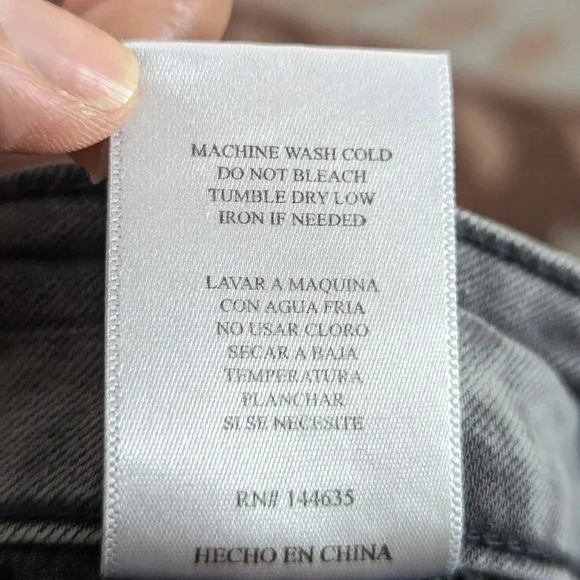 MACHINE WASH COLD
DO NOT BLEACH
TUMBLE DRY LOW
IRON IF NEEDED
LAVAR A MAQUINA
CON AGUA FRIA
NO USAR CLORO
SECAR A BAJA
TEMPERATURA
PLANCHAR
SI SE NECESITE
RN# 144635
HECHO EN CHINA